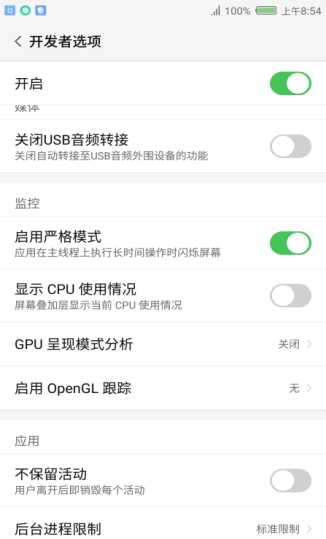 100% 上午8:54
开发者选项
开启
媒体
关闭USB音频转接
关闭自动转接至USB音频外围设备的功能
监控
启用严格模式
应用在主线程上执行长时间操作时闪烁屏幕
显示 CPU 使用情况
屏幕叠加层显示当前 CPU 使用情况
GPU 呈现模式分析 关闭
启用 OpenGL 跟踪 无
应用
不保留活动
用户离开后即销毁每个活动
后台进程限制 标准限制